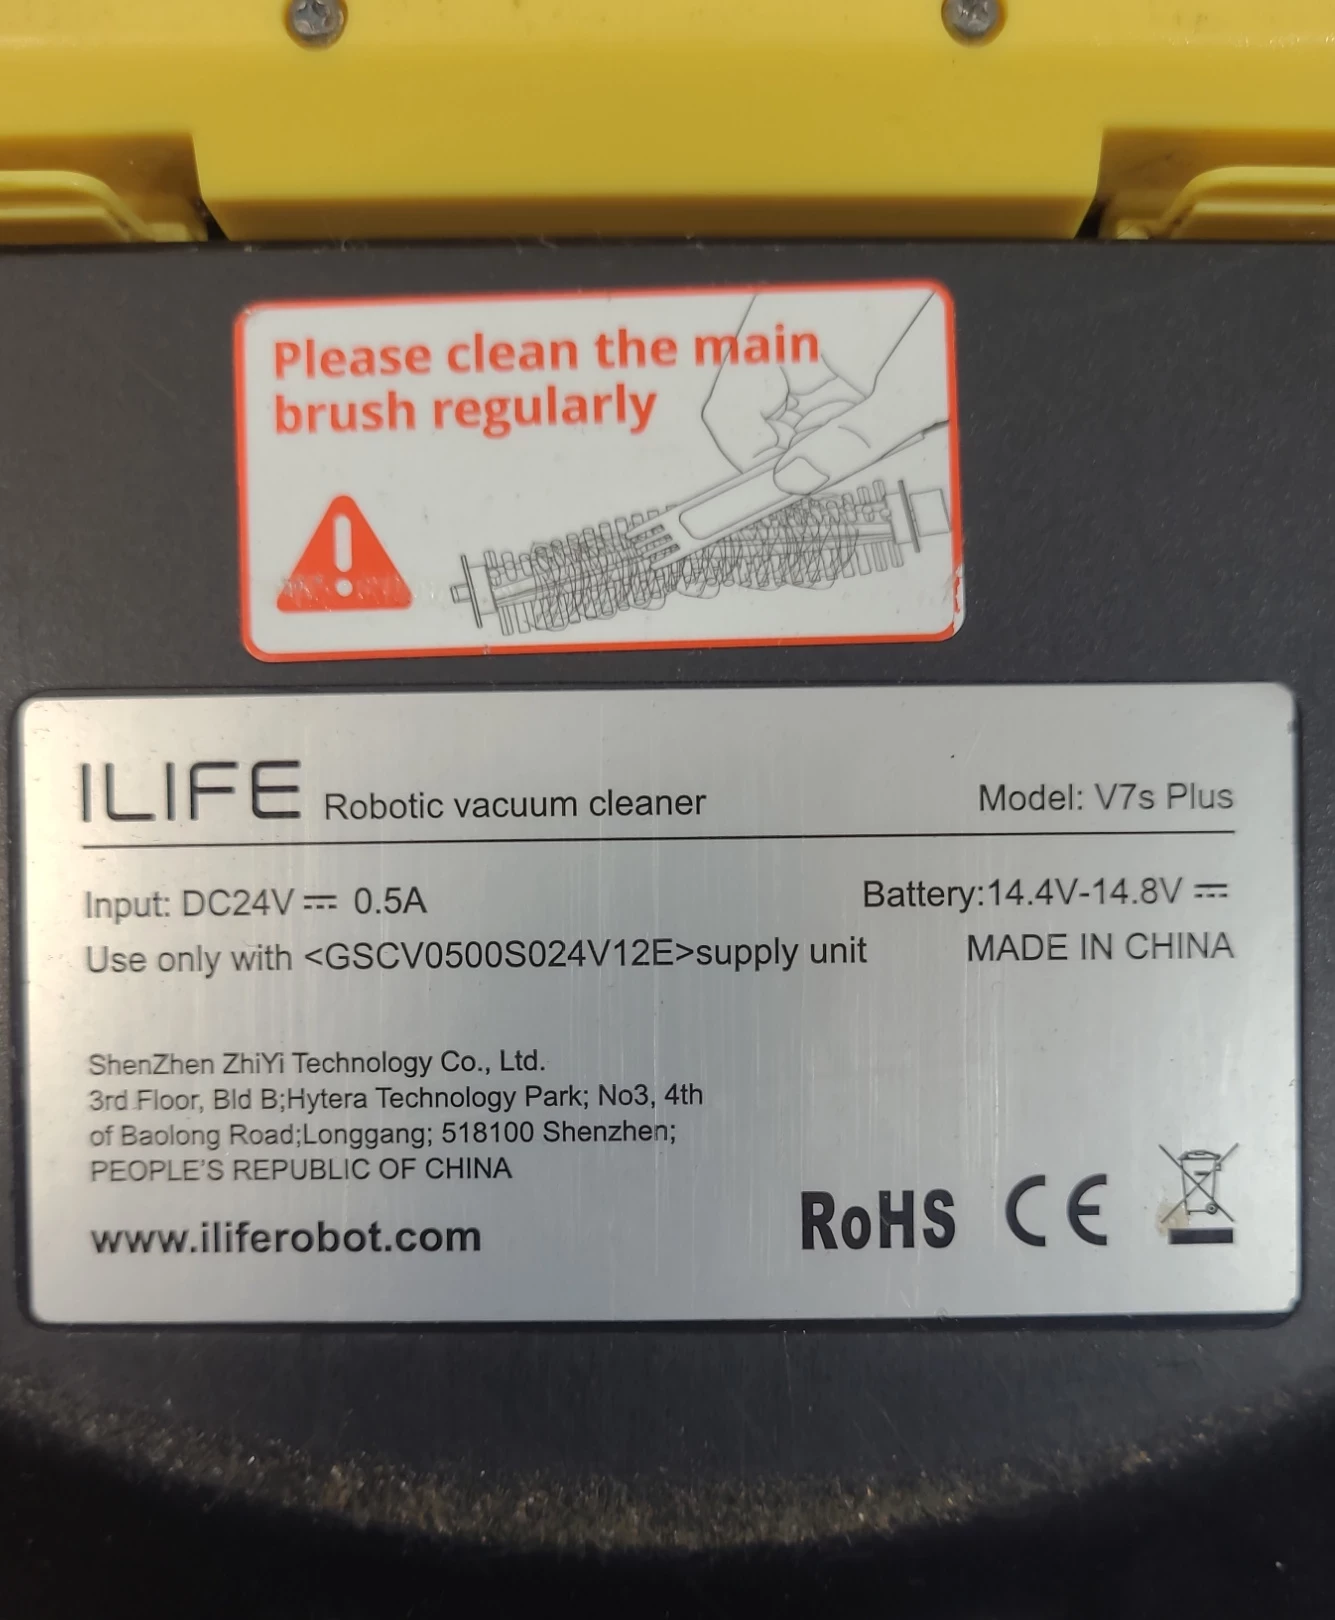 Please clean the main
brush regularly
ILIFE Robotic vacuum cleaner Model: V7s Plus
Input: DC24V⎓ 0.5A Battery:14.4V-14.8V ⎓
Use only with <GSCV0500S024V12E>supply unit MADE IN CHINA
ShenZhen ZhiYi Technology Co., Ltd.
3rd Floor, Bld B;Hytera Technology Park; No3, 4th
of Baolong Road;Longgang; 518100 Shenzhen;
PEOPLE'S REPUBLIC OF CHINA
www.iliferobot.com
RoHS CE